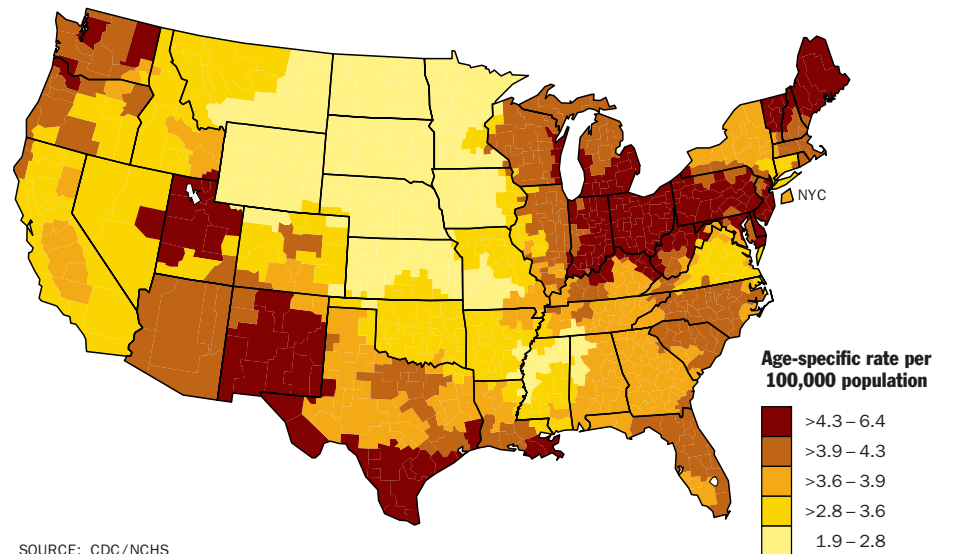 NYC
Age-specific rate per
100,000 population
>4.3 – 6.4
>3.9 – 4.3
>3.6 – 3.9
>2.8 – 3.6
1.9 – 2.8
SOURCE: CDC/NCHS